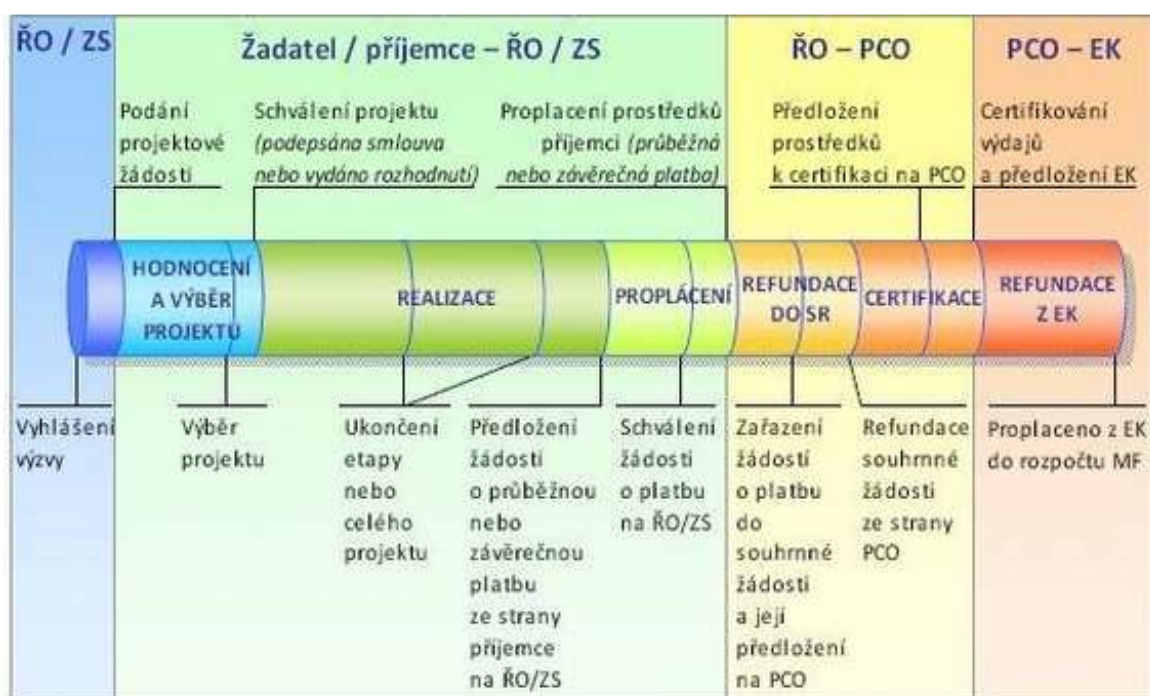 ŘO / ZS
Žadatel / příjemce – ŘO / ZS
ŘO – PCO
PCO – EK
Podání
projektové
žádosti
Schválení projektu
(podepsána smlouva
nebo vydáno rozhodnutí)
Proplacení prostředků
příjemci (průběžná
nebo závěrečná platba)
Předložení
prostředků
k certifikaci na PCO
Certifikování
výdajů
a předložení EK
HODNOCENÍ
A VÝBĚR
PROJEKTU
REALIZACE
PROPLÁCENÍ
REFUNDACE
DO SR
CERTIFIKACE
REFUNDACE
Z EK
Vyhlášení
výzvy
Výběr
projektu
Ukončení
etapy
nebo
celého
projektu
Předložení
žádosti
o průběžnou
nebo
závěrečnou
platbu
ze strany
příjemce
na ŘO/ZS
Schválení
žádosti
o platbu
na ŘO/ZS
Zařazení
žádostí
o platbu
do
souhrnné
žádosti
a její
předložení
na PCO
Refundace
souhrnné
žádosti
ze strany
PCO
Proplaceno z EK
do rozpočtu MF